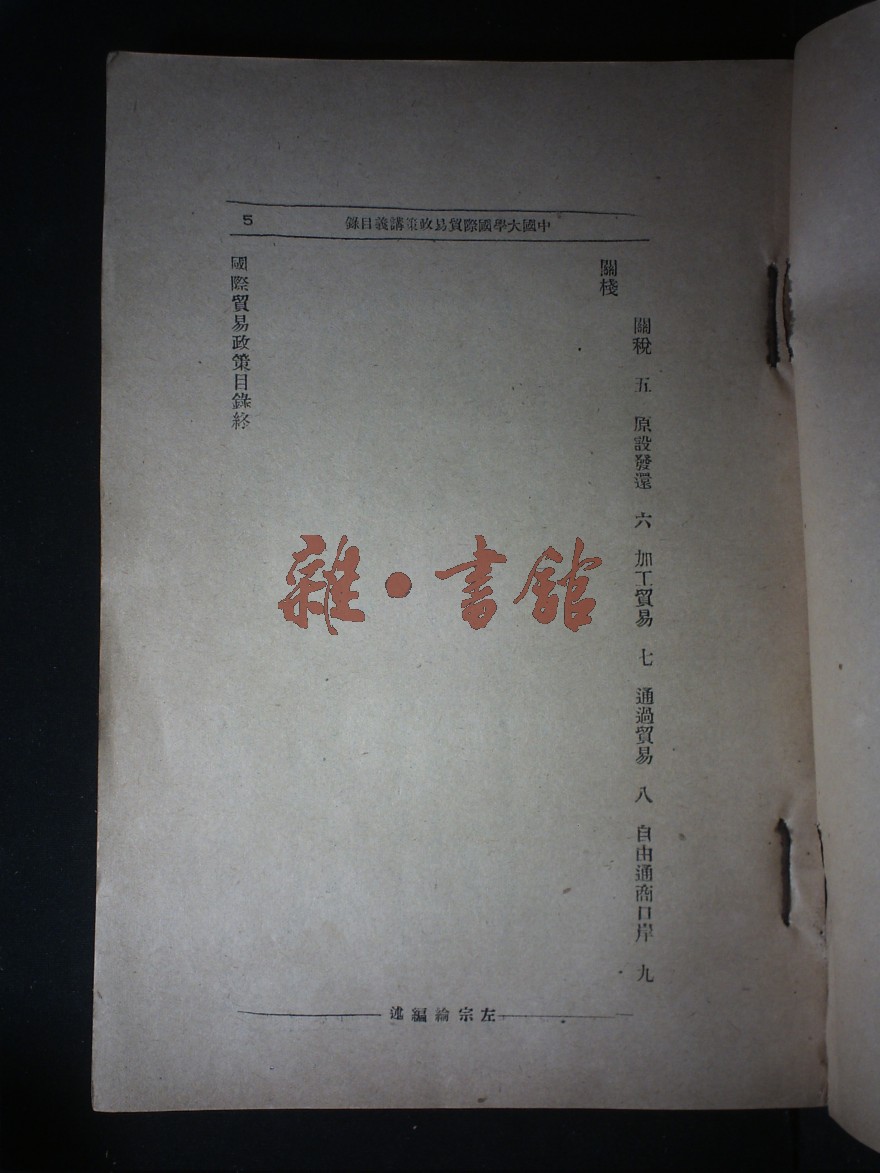 中國大學國際貿易政策講義目錄
5
關稅　五　原設發還　六　加工貿易　七　通過貿易　八　自由通商口岸　九
關棧
國際貿易政策目錄終
雜·書館
左宗綸編述